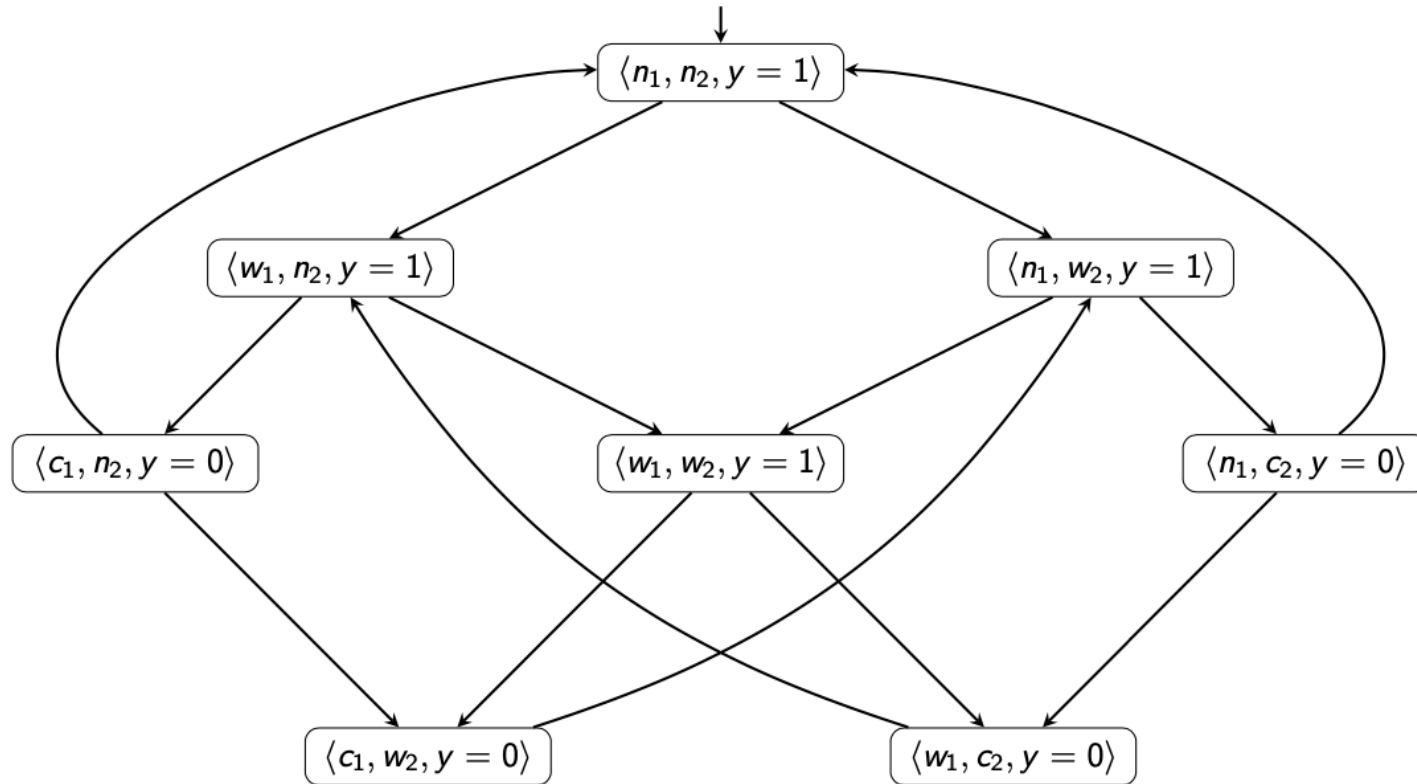 ⟨n₁, n₂, y = 1⟩
⟨w₁, n₂, y = 1⟩
⟨n₁, w₂, y = 1⟩
⟨c₁, n₂, y = 0⟩
⟨w₁, w₂, y = 1⟩
⟨n₁, c₂, y = 0⟩
⟨c₁, w₂, y = 0⟩
⟨w₁, c₂, y = 0⟩